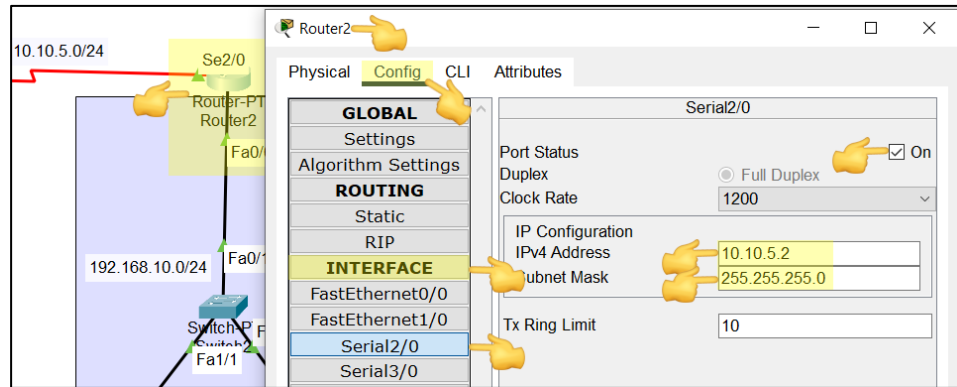 10.10.5.0/24
Se2/0
Router-PT
Router2
Fa0/
Fa0/1
192.168.10.0/24
Switch-P
Switch2
F
Fa1/1
Router2
Physical
Config
CLI
Attributes
GLOBAL
Settings
Algorithm Settings
ROUTING
Static
RIP
INTERFACE
FastEthernet0/0
FastEthernet1/0
Serial2/0
Serial3/0
Serial2/0
Port Status
On
Duplex
Full Duplex
Clock Rate
1200
IP Configuration
IPv4 Address
10.10.5.2
Subnet Mask
255.255.255.0
Tx Ring Limit
10